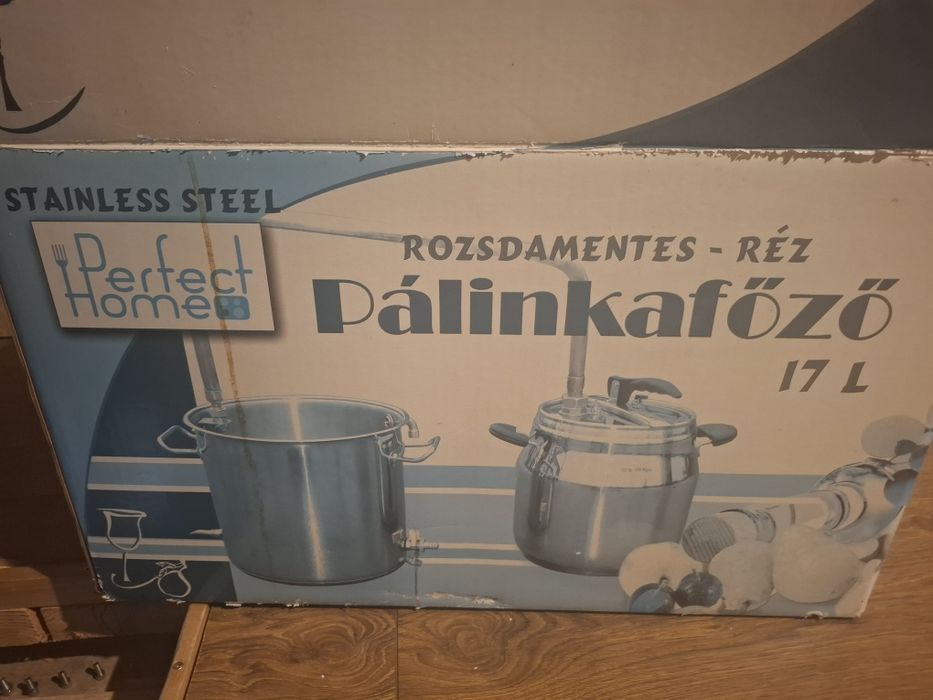 STAINLESS STEEL
Perfect
Home
ROZSDAMENTES - RÉZ
Pálinkafőző
17 L